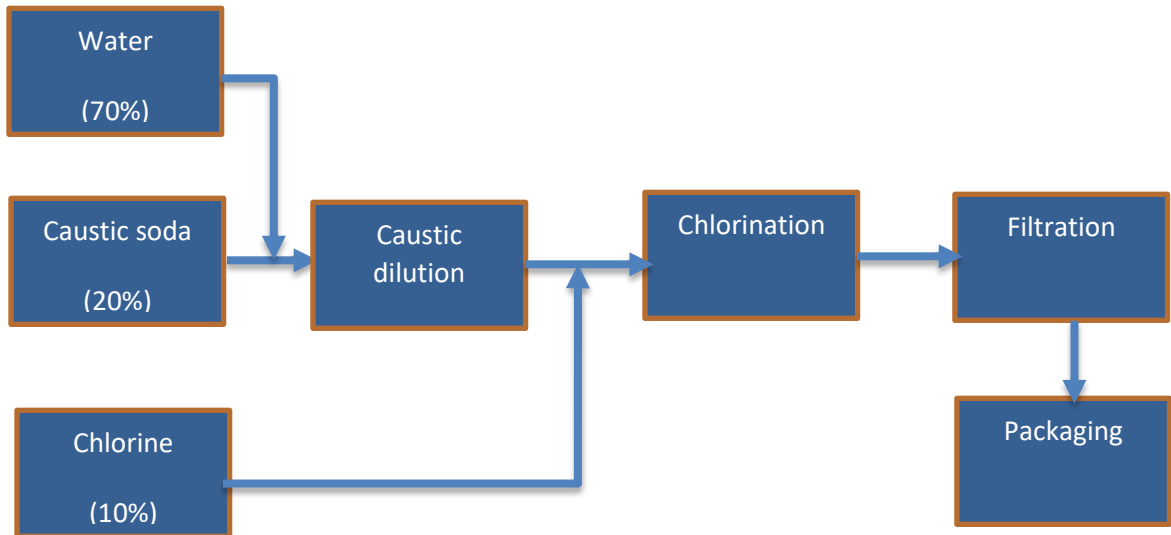 Water
(70%)
Caustic soda
(20%)
Caustic
dilution
Chlorination
Filtration
Chlorine
(10%)
Packaging